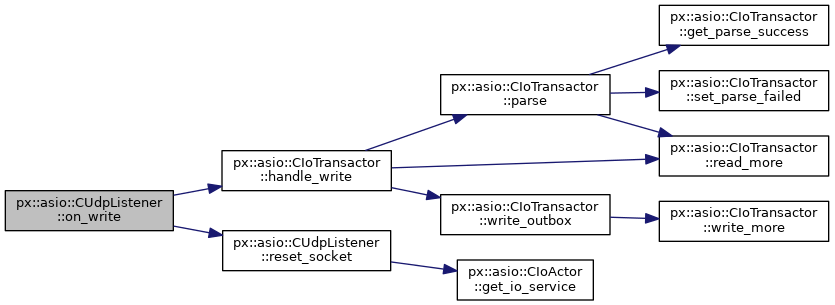 px::asio::CUdpListener
::on_write
px::asio::CIoTransactor
::handle_write
px::asio::CUdpListener
::reset_socket
px::asio::CIoTransactor
::parse
px::asio::CIoTransactor
::write_outbox
px::asio::CIoActor
::get_io_service
px::asio::CIoTransactor
::get_parse_success
px::asio::CIoTransactor
::set_parse_failed
px::asio::CIoTransactor
::read_more
px::asio::CIoTransactor
::write_more